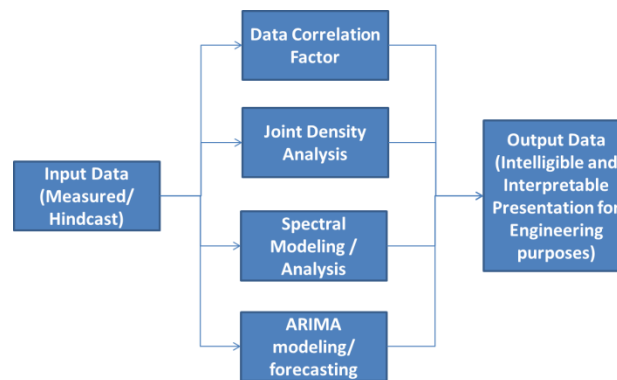 Data Correlation
Factor
Joint Density
Analysis
Input Data
(Measured/
Hindcast)
Spectral
Modeling /
Analysis
ARIMA
modeling/
forecasting
Output Data
(Intelligible and
Interpretable
Presentation for
Engineering
purposes)